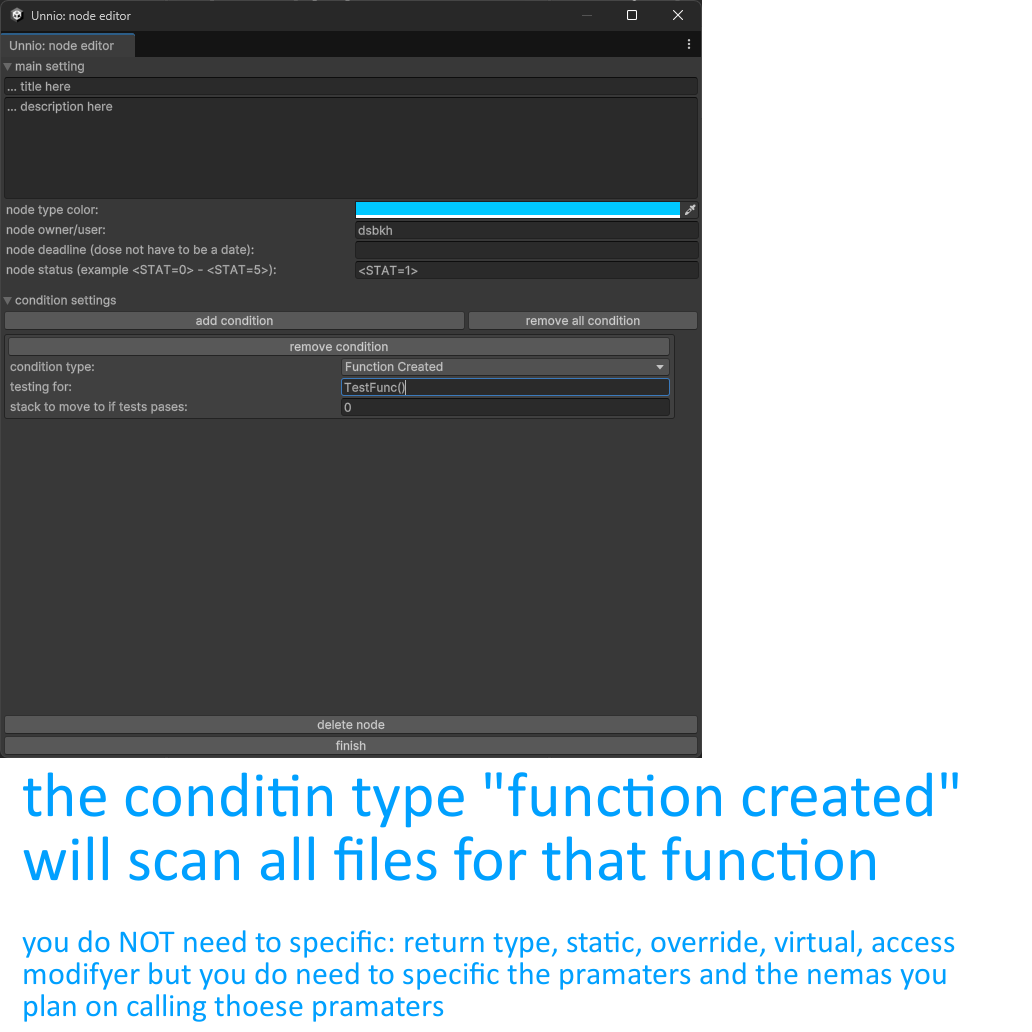 Unnio: node editor
Unnio: node editor
main setting
... title here
... description here
node type color:
node owner/user: dsbkh
node deadline (dose not have to be a date):
node status (example <STAT=0> - <STAT=5>): <STAT=1>
condition settings
add condition remove all condition
remove condition
condition type: Function Created
testing for: TestFunc()
stack to move to if tests pases: 0
delete node
finish
the conditin type "function created"
will scan all files for that function
you do NOT need to specific: return type, static, override, virtual, access
modifyer but you do need to specific the pramaters and the nemas you
plan on calling thoese pramaters